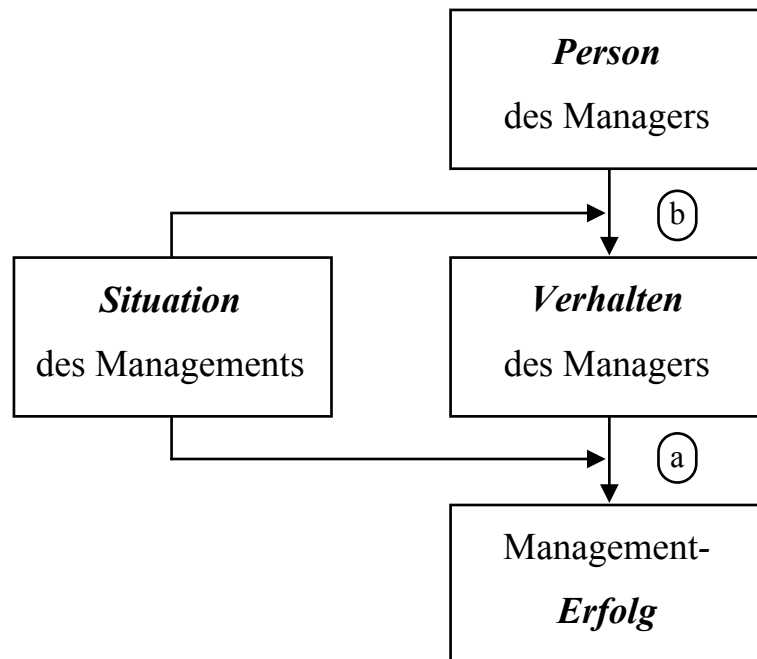 Person
des Managers
b
Situation
des Managements
Verhalten
des Managers
a
Management-
Erfolg